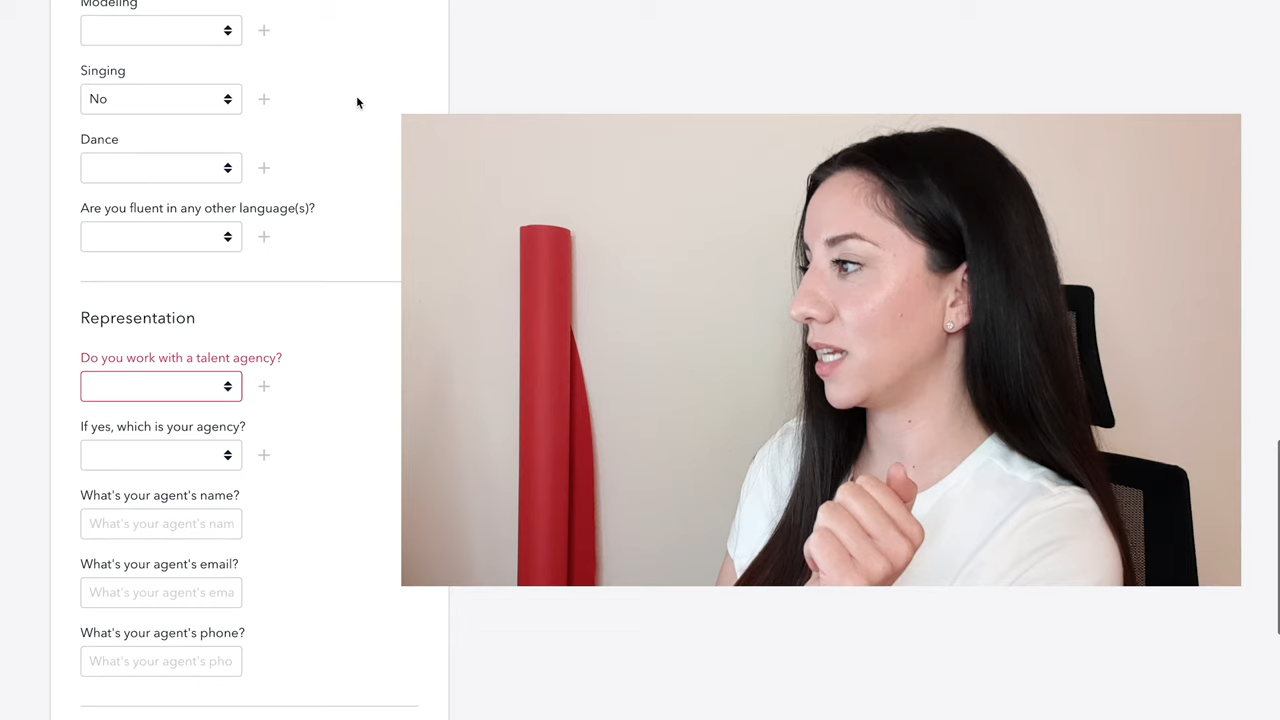 Modeling
Singing
No
Dance
Are you fluent in any other language(s)?
Representation
Do you work with a talent agency?
If yes, which is your agency?
What's your agent's name?
What's your agent's nam
What's your agent's email?
What's your agent's ema
What's your agent's phone?
What's your agent's pho